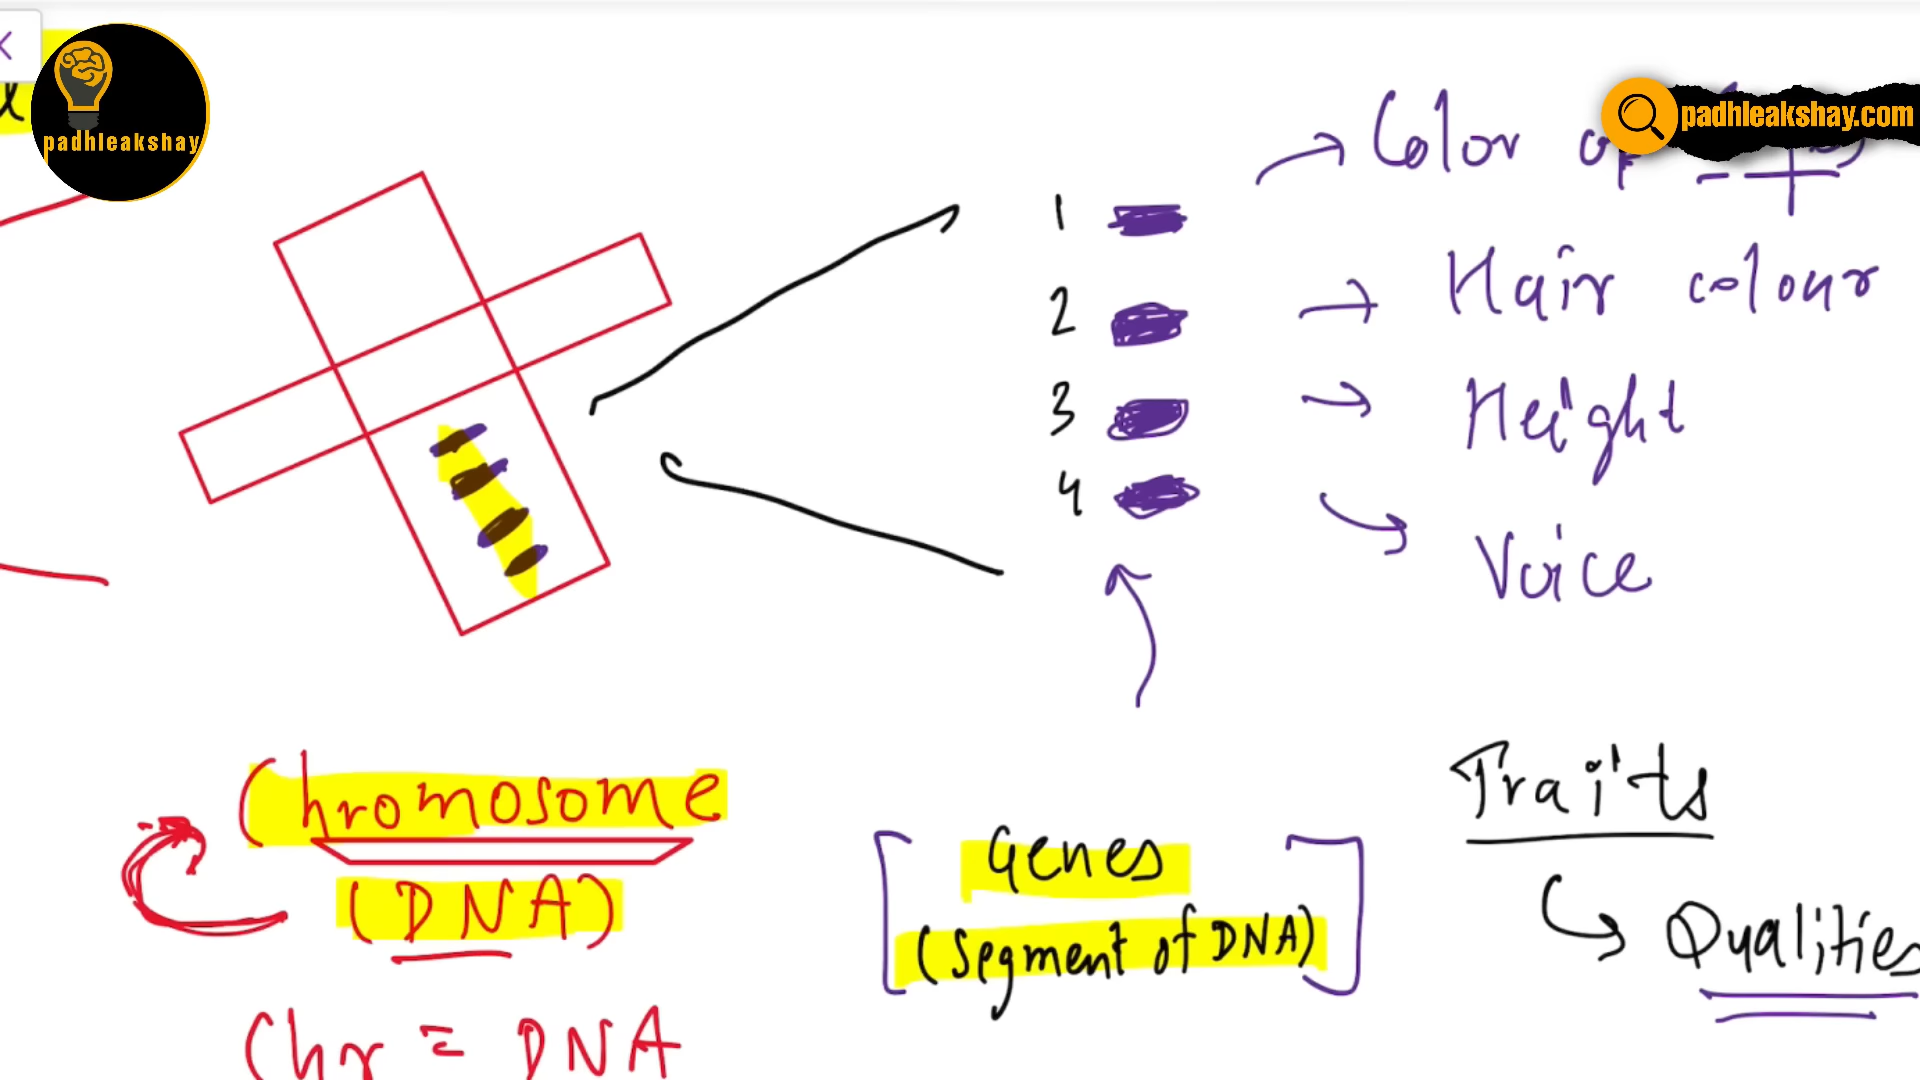 padhleakshay
padhleakshay.com
Color of
1
2
3
4
Hair colour
Height
Voice
Chromosome
(DNA)
Chr = DNA
Genes
(Segment of DNA)
Traits
Qualities